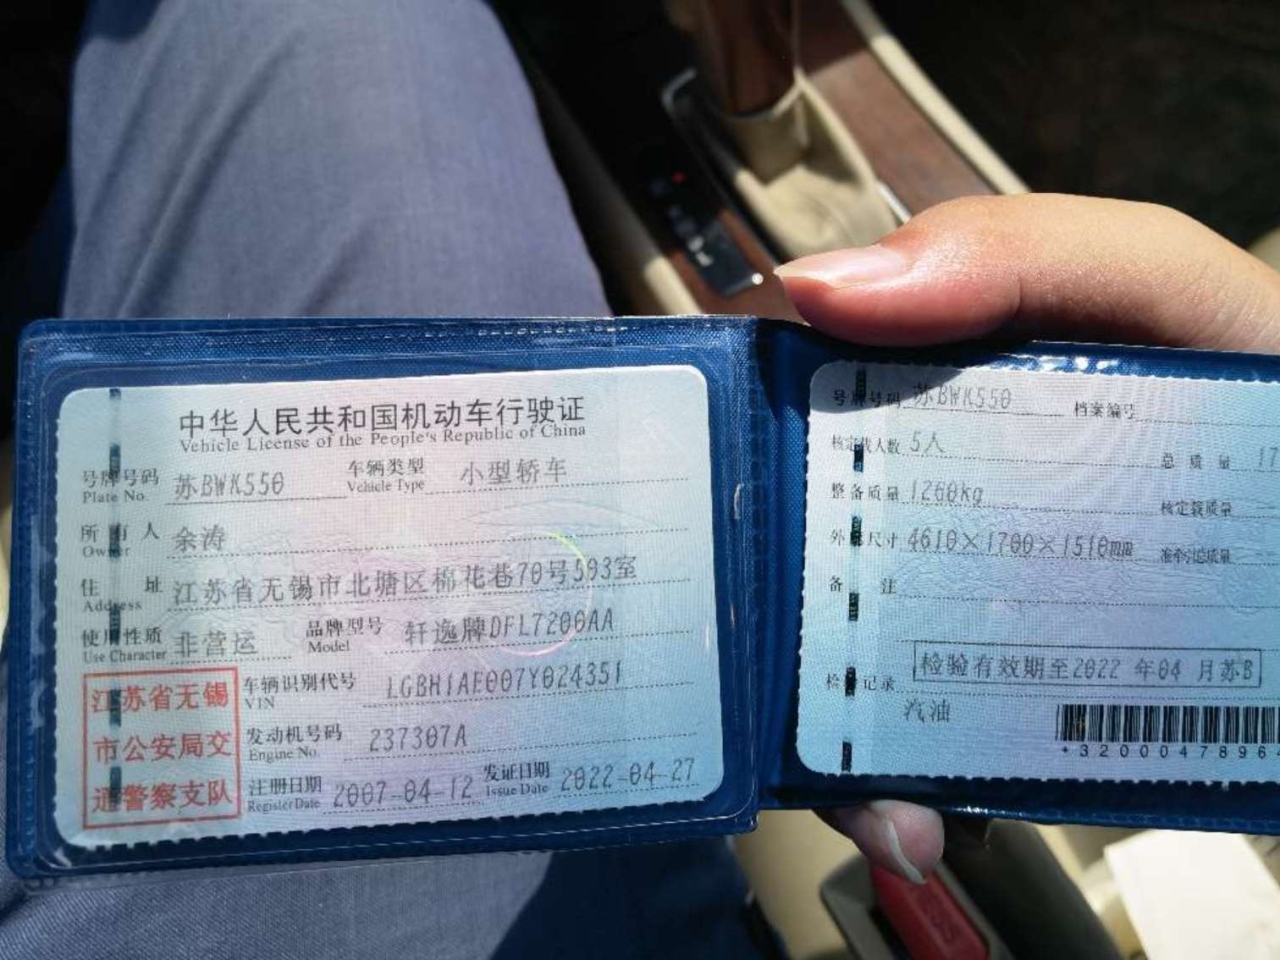 中华人民共和国机动车行驶证
Vehicle License of the People's Republic of China
号牌号码 苏BWK550 车辆类型 小型轿车
Plate No. Vehicle Type
所有人 余涛
Owner
住址 江苏省无锡市北塘区棉花巷70号503室
Address
使用性质 非营运 品牌型号 轩逸牌DFL7200AA
Use Character Model
江苏省无锡
市公安局交
通警察支队
车辆识别代号 LGBH1AE007Y024351
VIN
发动机号码 237307A
Engine No.
注册日期 2007-04-12 发证日期 2022-04-27
Register Date Issue Date
号牌号码 苏BWK550 档案编号
核定载人数 5人 总质量 17
整备质量 1260kg 核定载质量
外廓尺寸 4610×1700×1510mm 准牵引总质量
备注
检验有效期至2022年04月苏B
检验记录
汽油
+32000047896